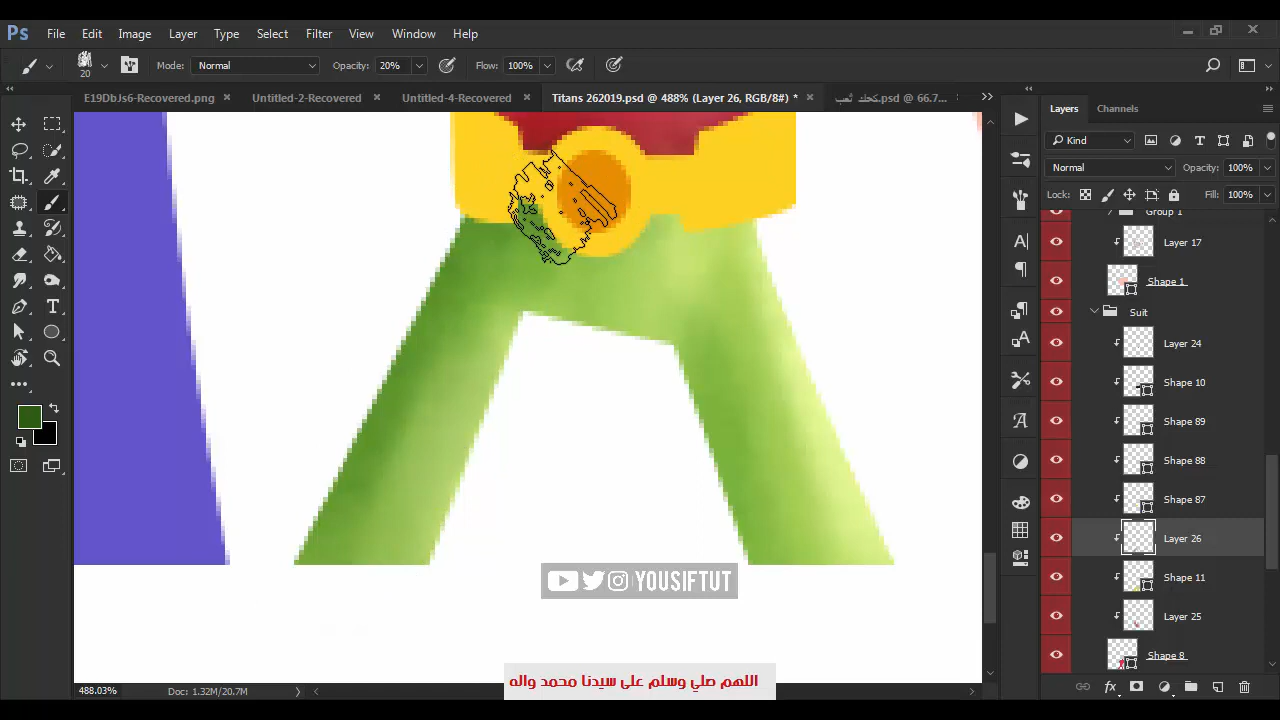 Ps File Edit Image Layer Type Select Filter View Window Help
20 Mode: Normal Opacity: 20% Flow: 100%
E19DbJs6-Recovered.png × Untitled-2-Recovered × Untitled-4-Recovered × Titans 262019.psd @ 488% (Layer 26, RGB/8#) * × كحك ثعب.psd @ 66.7...
Layers Channels
Kind
Normal Opacity: 100%
Lock: Fill: 100%
Group 1
Layer 17
Shape 1
Suit
Layer 24
Shape 10
Shape 89
Shape 88
Shape 87
Layer 26
Shape 11
Layer 25
Shape 8
YOUSIFTUT
اللهم صلي وسلم على سيدنا محمد واله
488.03% Doc: 1.32M/20.7M